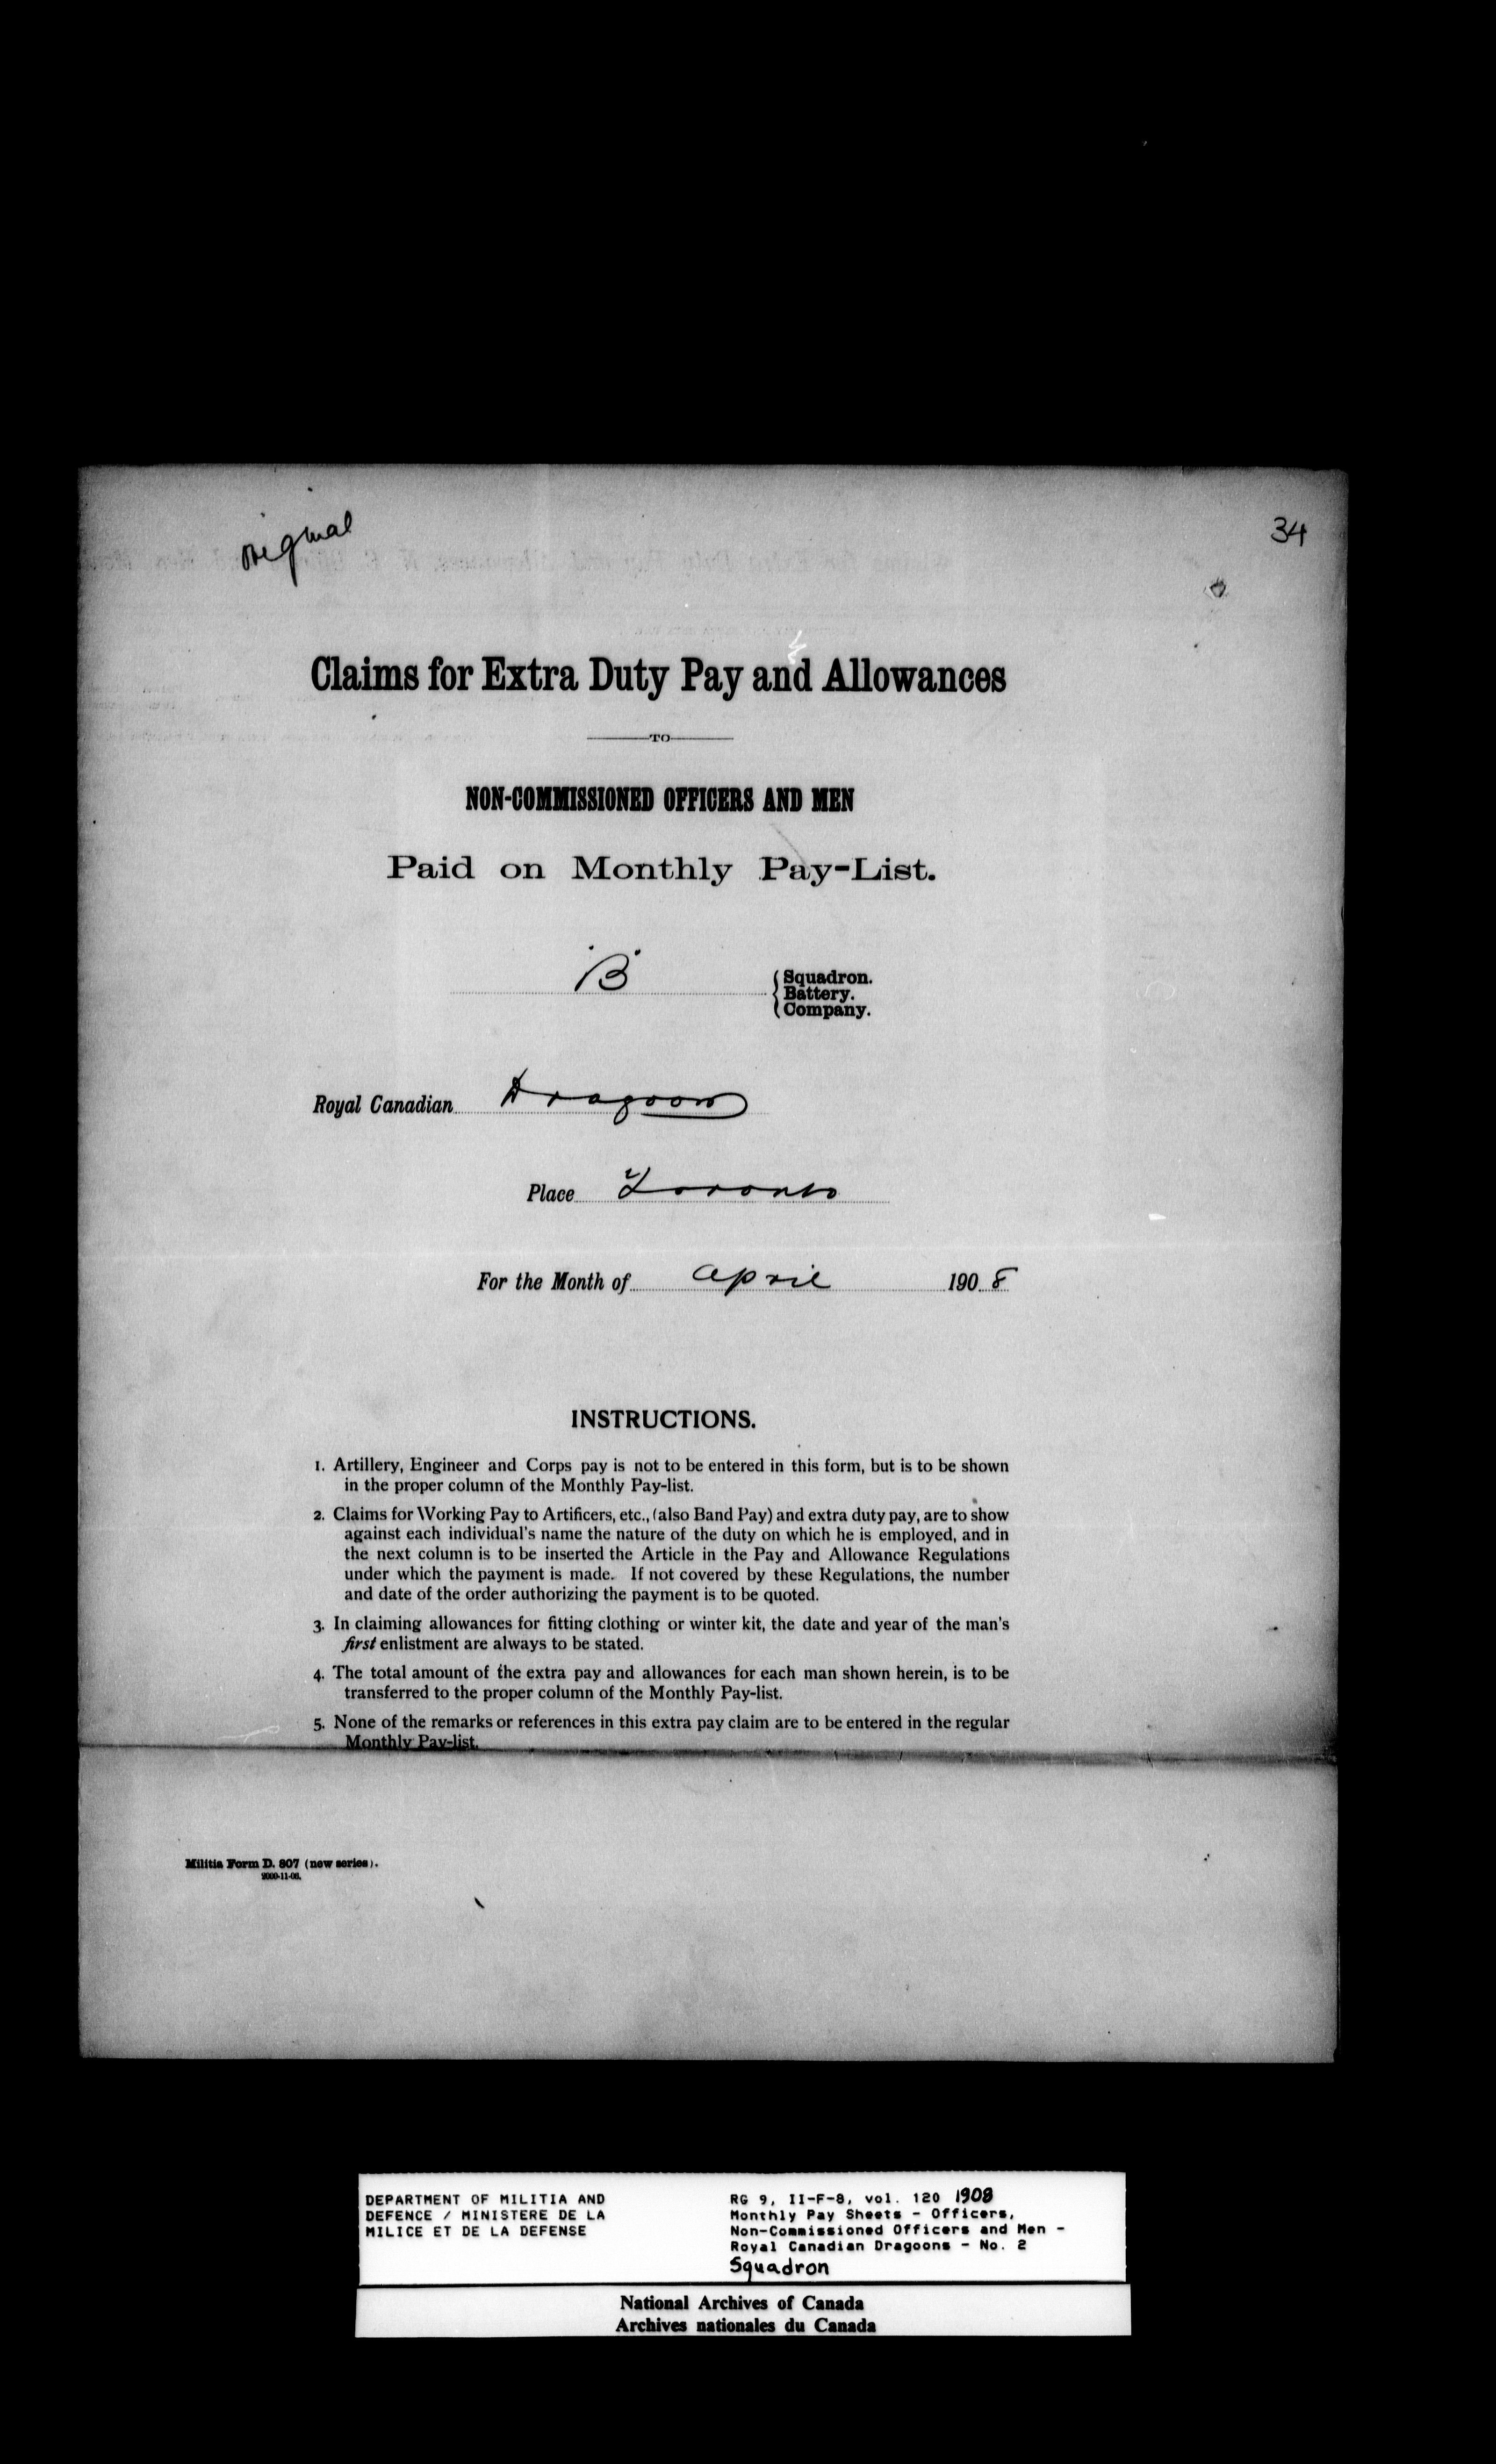 Original
34
Claims for Extra Duty Pay and Allowances
TO
NON-COMMISSIONED OFFICERS AND MEN
Paid on Monthly Pay-List.
"B" { Squadron.
Battery.
Company.
Royal Canadian Dragoons
Place Toronto
For the Month of April 1908
INSTRUCTIONS.
1. Artillery, Engineer and Corps pay is not to be entered in this form, but is to be shown
in the proper column of the Monthly Pay-list.
2. Claims for Working Pay to Artificers, etc., (also Band Pay) and extra duty pay, are to show
against each individual's name the nature of the duty on which he is employed, and in
the next column is to be inserted the Article in the Pay and Allowance Regulations
under which the payment is made. If not covered by these Regulations, the number
and date of the order authorizing the payment is to be quoted.
3. In claiming allowances for fitting clothing or winter kit, the date and year of the man's
first enlistment are always to be stated.
4. The total amount of the extra pay and allowances for each man shown herein, is to be
transferred to the proper column of the Monthly Pay-list.
5. None of the remarks or references in this extra pay claim are to be entered in the regular
Monthly Pay-list.
Militia Form D. 807 (new series).
2000-11-06.
DEPARTMENT OF MILITIA AND
DEFENCE / MINISTERE DE LA
MILICE ET DE LA DEFENSE
RG 9, II-F-8, vol. 120 1908
Monthly Pay Sheets - Officers,
Non-Commissioned Officers and Men -
Royal Canadian Dragoons - No. 2
Squadron
National Archives of Canada
Archives nationales du Canada